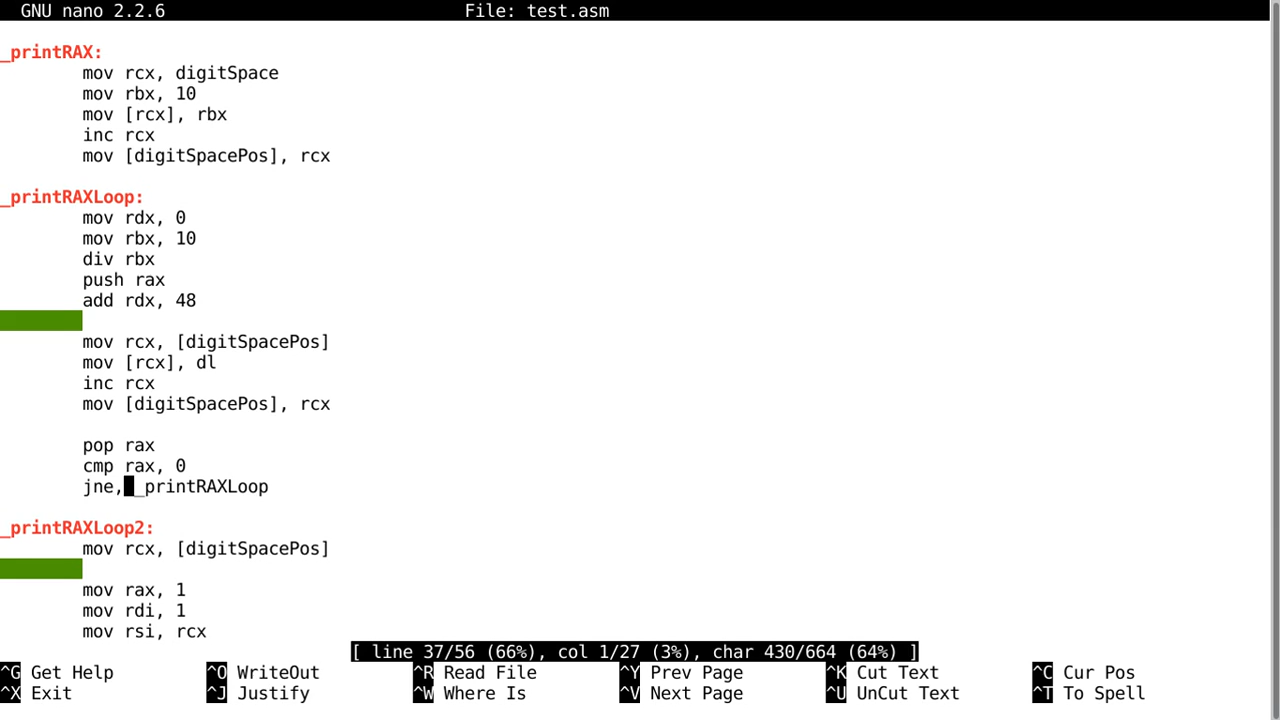 GNU nano 2.2.6 File: test.asm
_printRAX:
mov rcx, digitSpace
mov rbx, 10
mov [rcx], rbx
inc rcx
mov [digitSpacePos], rcx
_printRAXLoop:
mov rdx, 0
mov rbx, 10
div rbx
push rax
add rdx, 48
mov rcx, [digitSpacePos]
mov [rcx], dl
inc rcx
mov [digitSpacePos], rcx
pop rax
cmp rax, 0
jne, _printRAXLoop
_printRAXLoop2:
mov rcx, [digitSpacePos]
mov rax, 1
mov rdi, 1
mov rsi, rcx
[ line 37/56 (66%), col 1/27 (3%), char 430/664 (64%) ]
^G Get Help ^O WriteOut ^R Read File ^Y Prev Page ^K Cut Text ^C Cur Pos
^X Exit ^J Justify ^W Where Is ^V Next Page ^U UnCut Text ^T To Spell